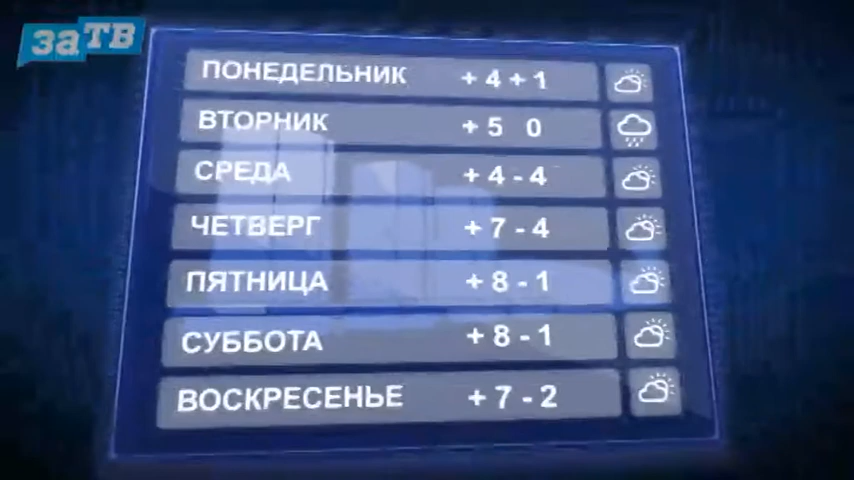 заТВ
ПОНЕДЕЛЬНИК +4 +1
ВТОРНИК +5 0
СРЕДА +4 -4
ЧЕТВЕРГ +7 -4
ПЯТНИЦА +8 -1
СУББОТА +8 -1
ВОСКРЕСЕНЬЕ +7 -2